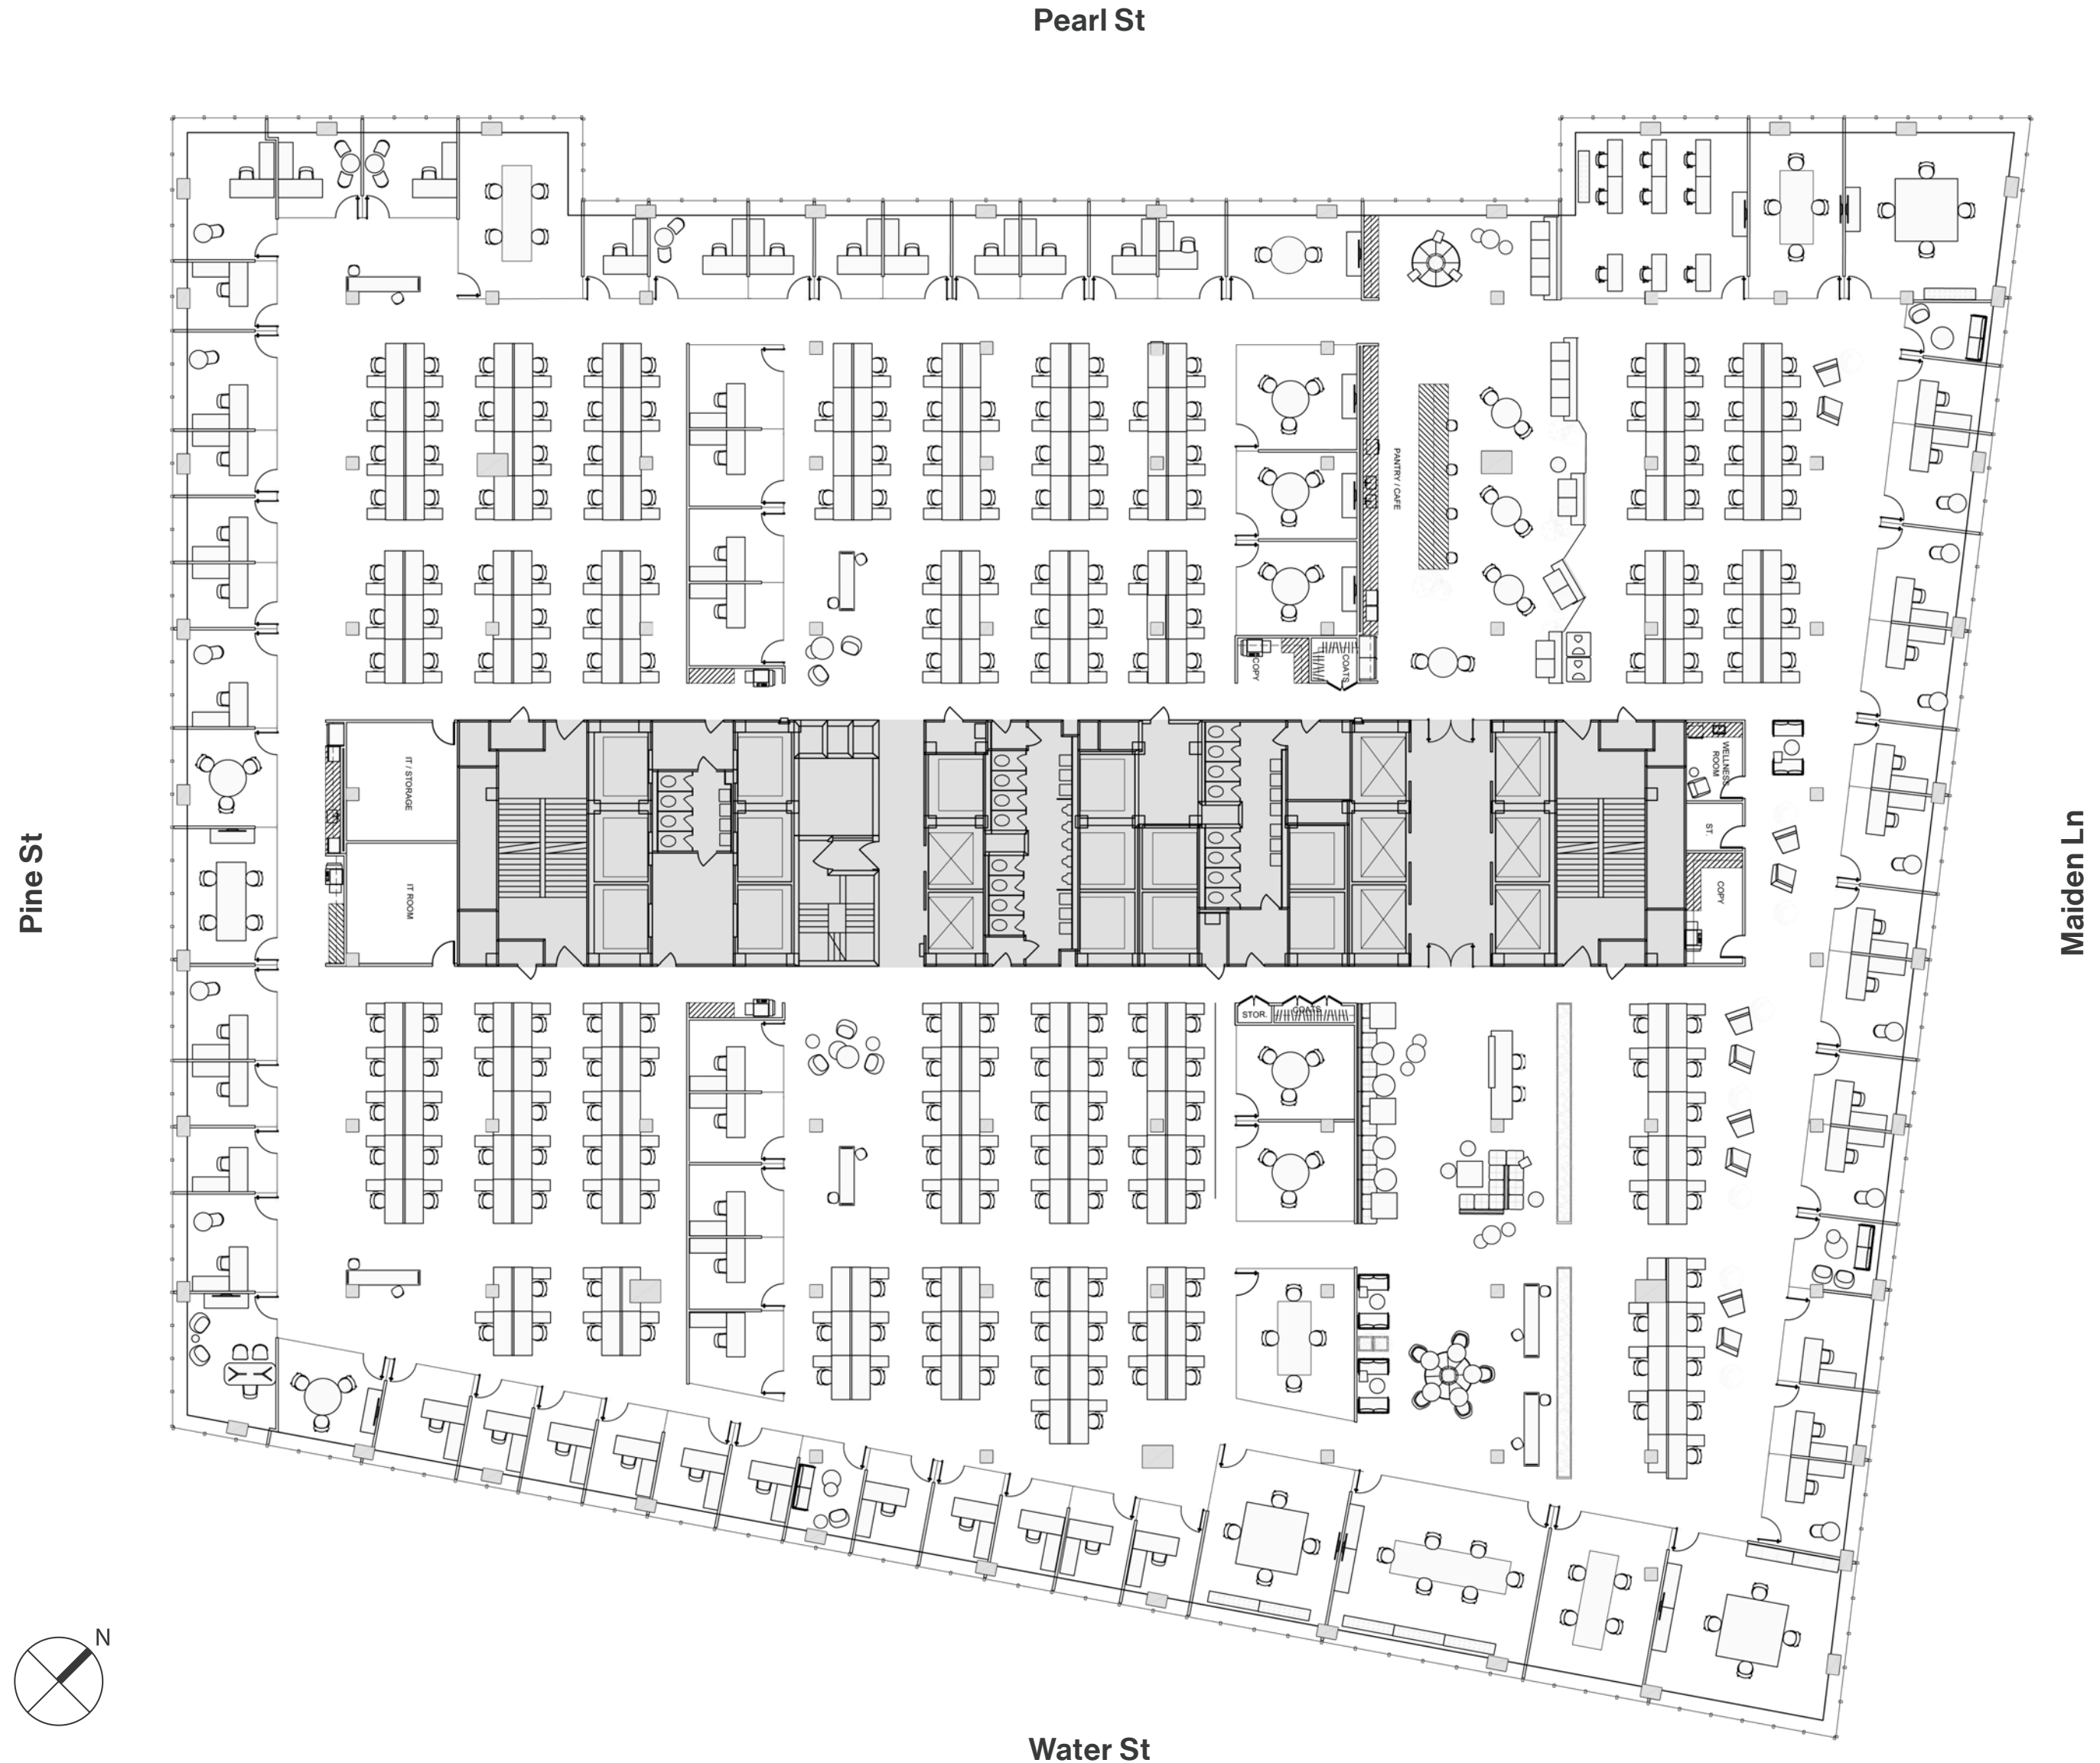 Pearl St
PANTRY / CAFE
COPY
COATS
IT / STORAGE
WELLNESS
ROOM
Pine St
ST.
Maiden Ln
IT ROOM
COPY
STOR.
COATS
N
Water St